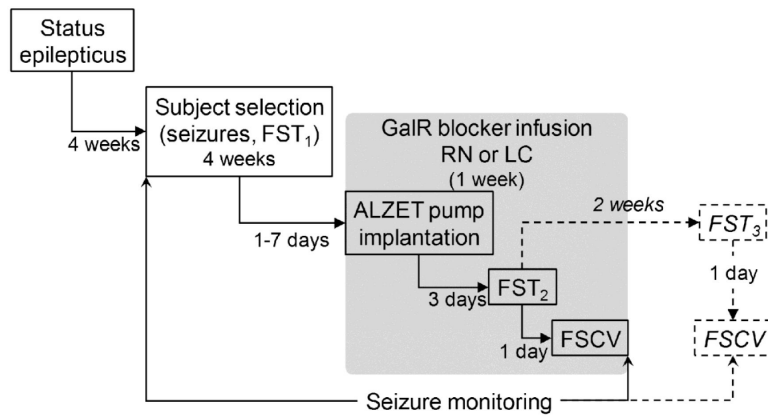 Status
epilepticus
4 weeks
Subject selection
(seizures, FST₁)
4 weeks
1-7 days
GalR blocker infusion
RN or LC
(1 week)
ALZET pump
implantation
3 days
FST₂
1 day
FSCV
2 weeks
FST₃
1 day
FSCV
Seizure monitoring